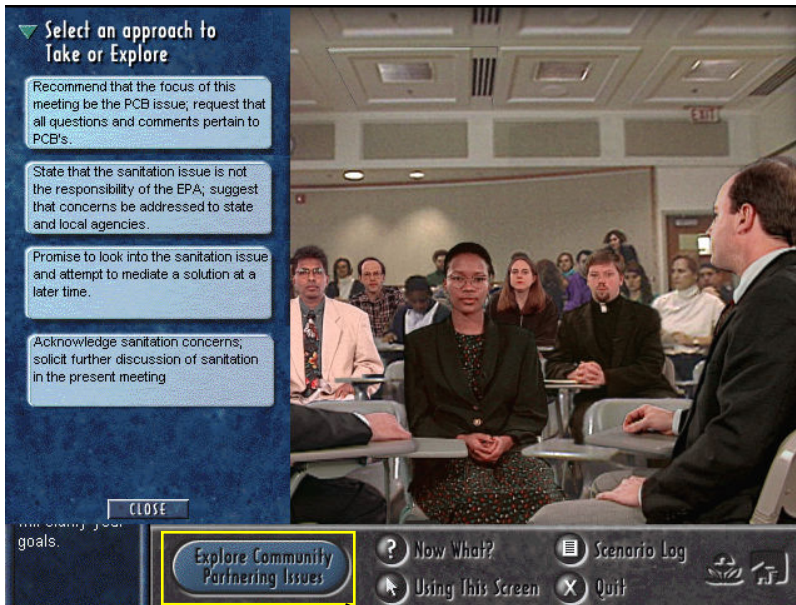 Select an approach to
Take or Explore
Recommend that the focus of this
meeting be the PCB issue; request that
all questions and comments pertain to
PCB's.
State that the sanitation issue is not
the responsibility of the EPA; suggest
that concerns be addressed to state
and local agencies.
Promise to look into the sanitation issue
and attempt to mediate a solution at a
later time.
Acknowledge sanitation concerns;
solicit further discussion of sanitation
in the present meeting
EXIT
CLOSE
will clarify your
goals.
Explore Community
Partnering Issues
? Now What?
Using This Screen
Scenario Log
X Quit